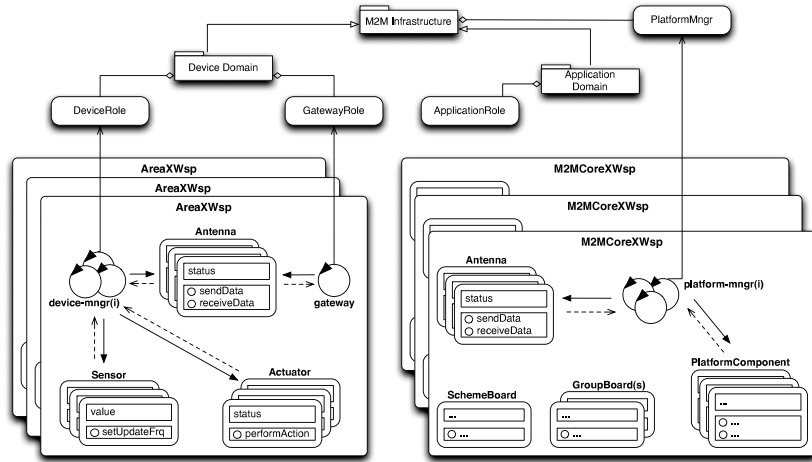 M2M Infrastructure
PlatformMngr
Device Domain
Application
Domain
DeviceRole
GatewayRole
ApplicationRole
AreaXWsp
AreaXWsp
AreaXWsp
Antenna
status
sendData
receiveData
device-mngr(i)
gateway
Sensor
value
setUpdateFrq
Actuator
status
performAction
M2MCoreXWsp
M2MCoreXWsp
M2MCoreXWsp
Antenna
status
sendData
receiveData
platform-mngr(i)
SchemeBoard
...
...
GroupBoard(s)
...
...
PlatformComponent
...
...
...